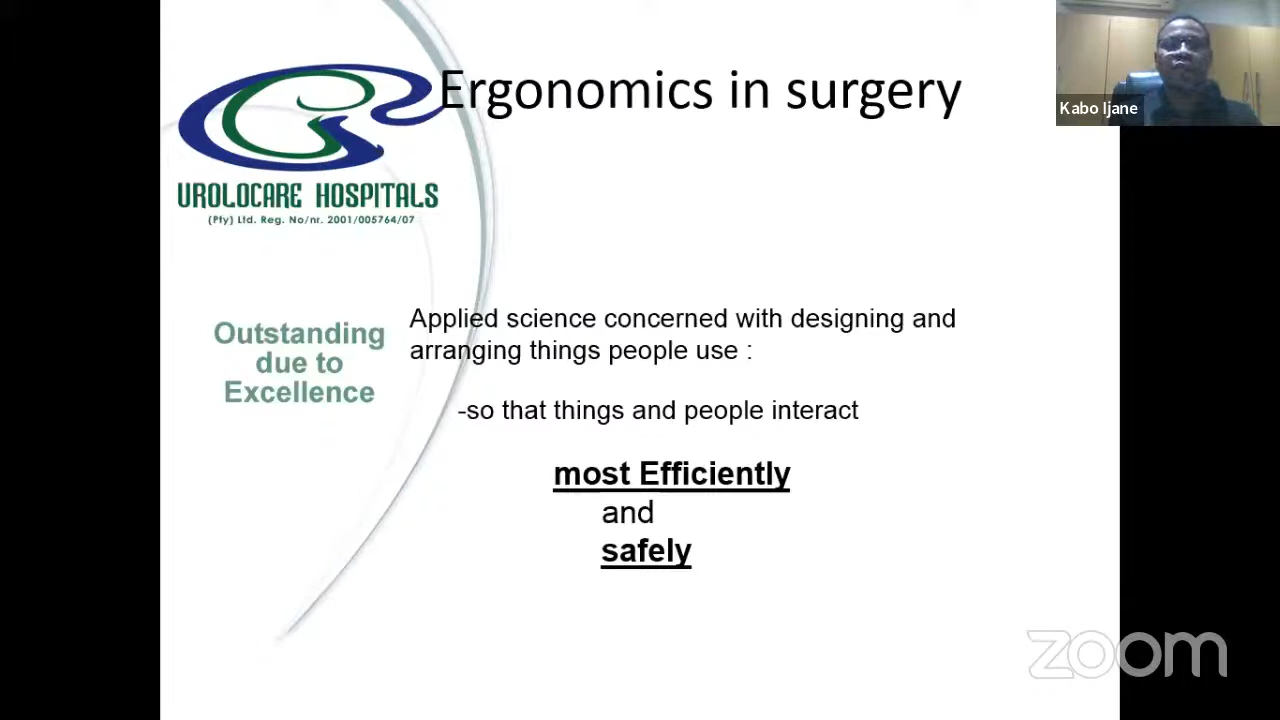 Ergonomics in surgery
Kabo Ijane
UROLOCARE HOSPITALS
(Pty) Ltd. Reg. No/nr. 2001/005764/07
Outstanding
due to
Excellence
Applied science concerned with designing and
arranging things people use :
-so that things and people interact
most Efficiently
and
safely
zoom